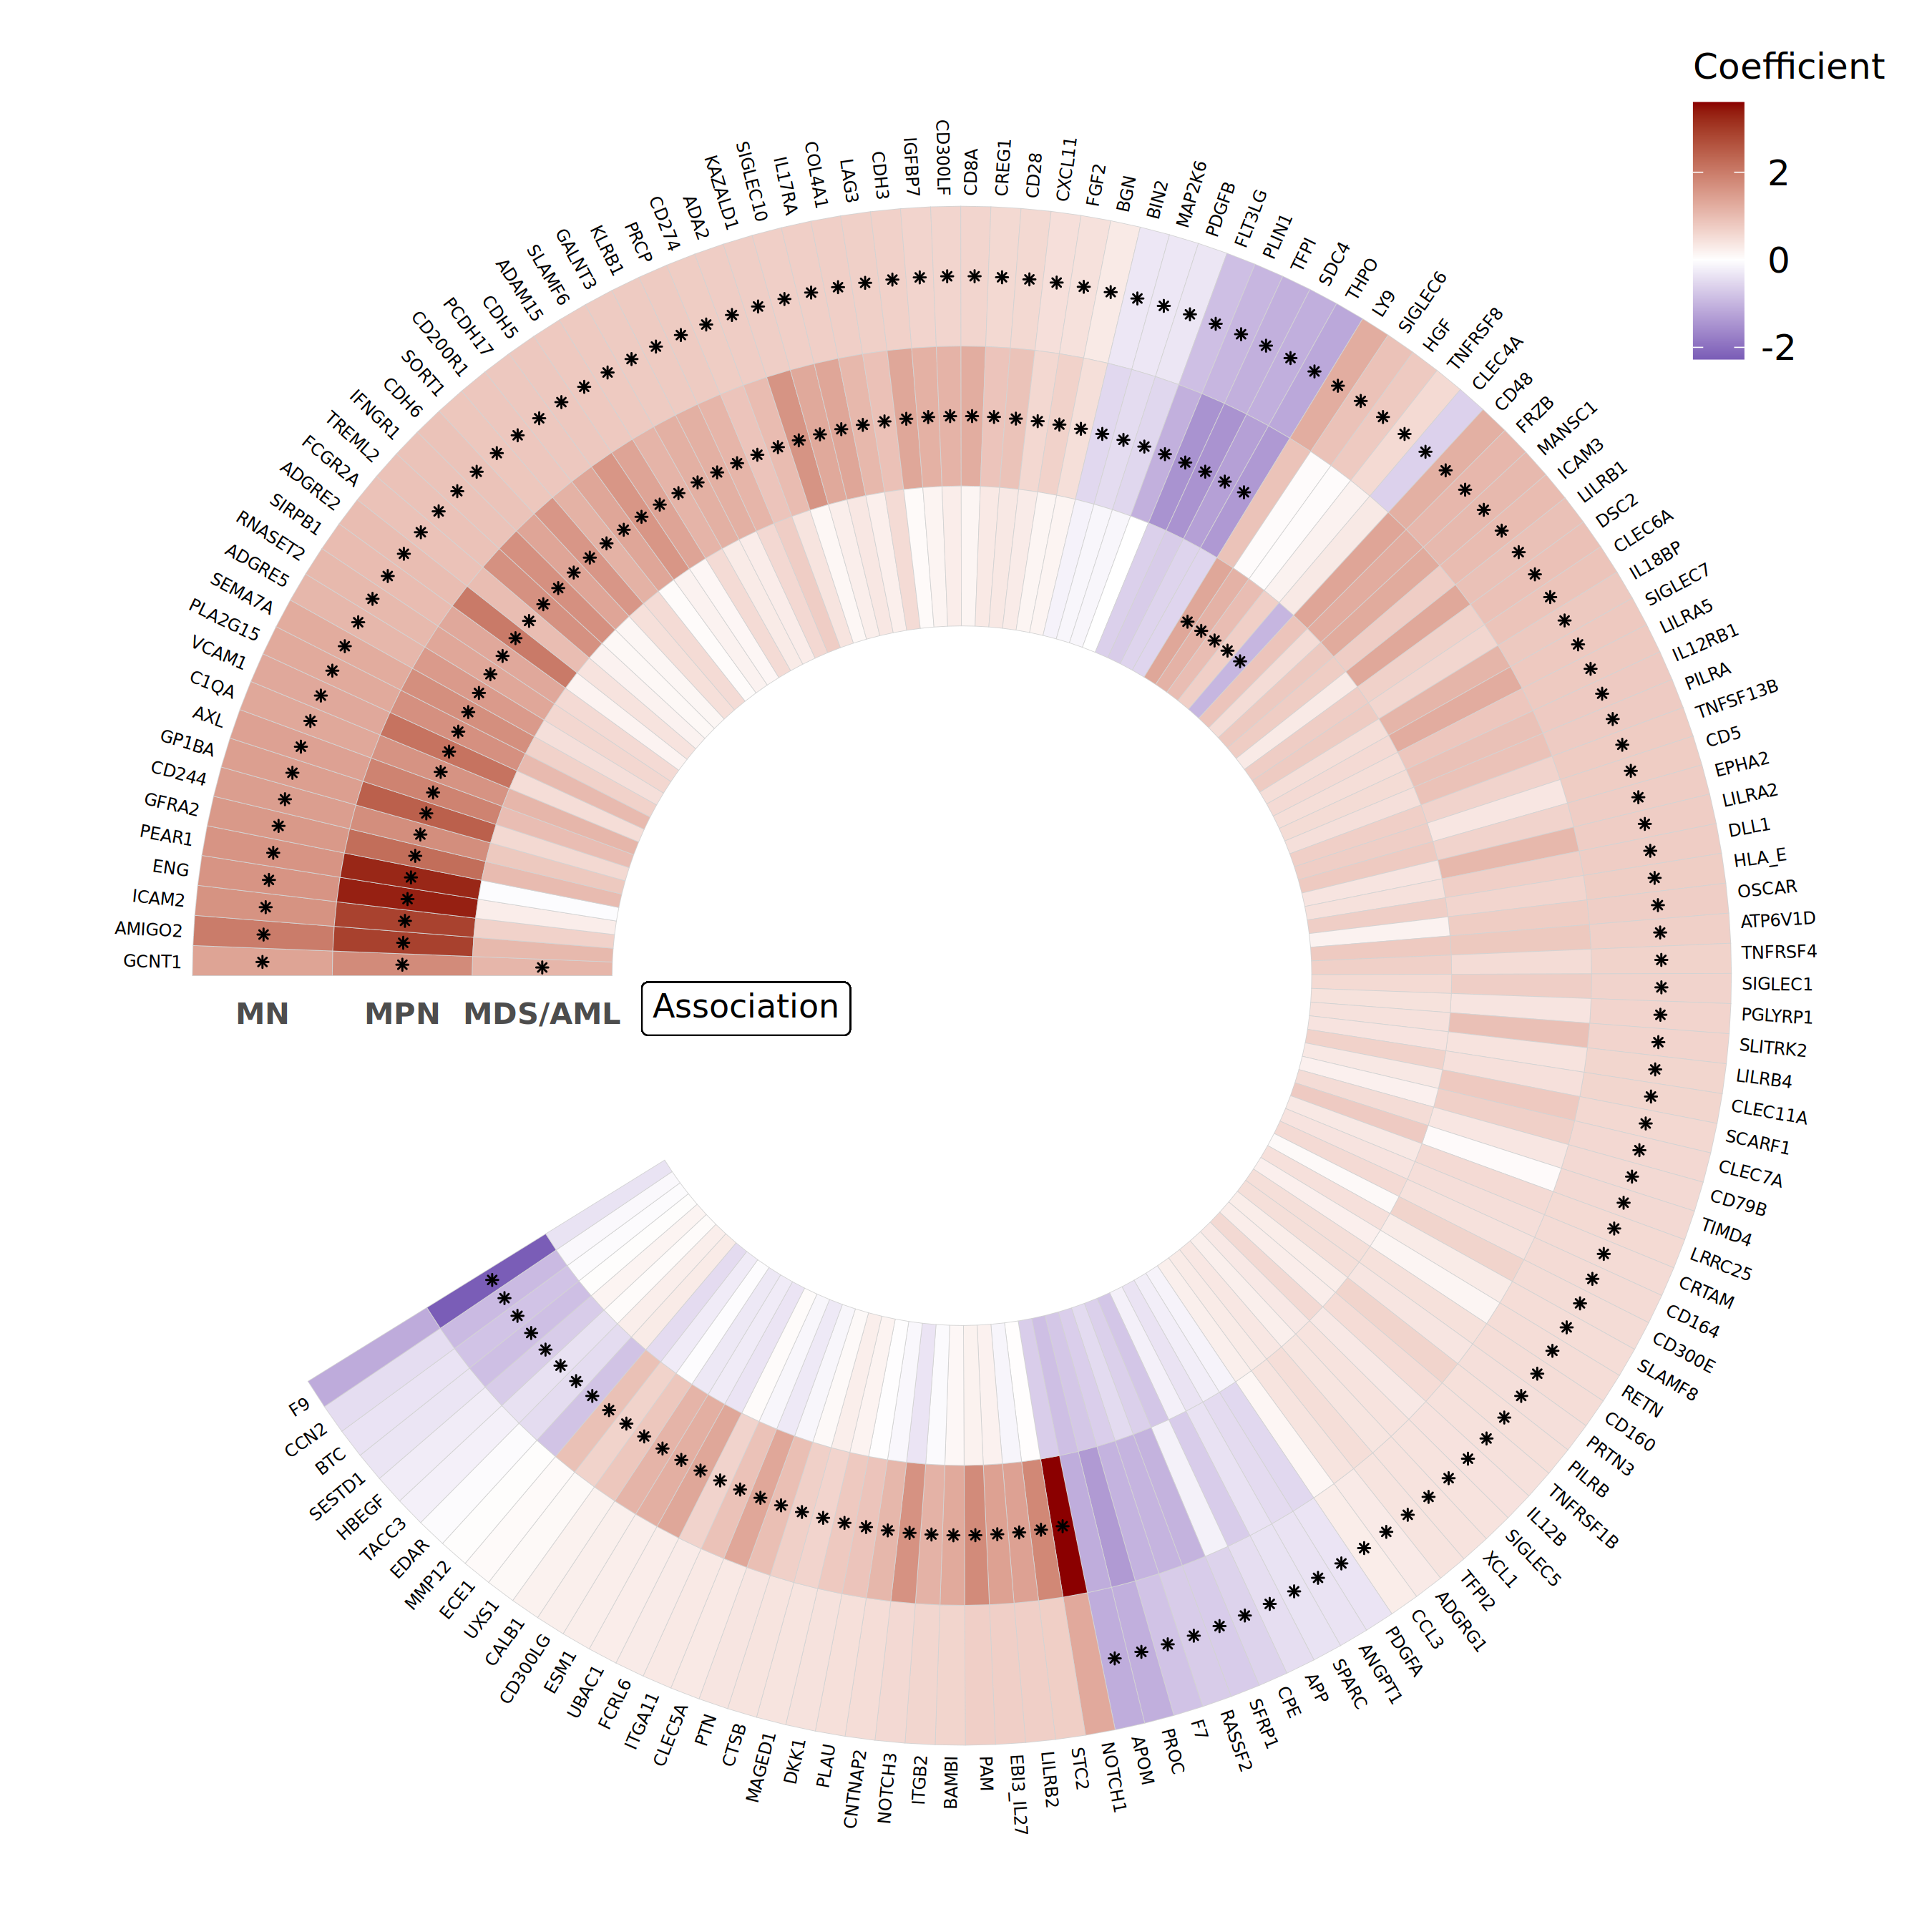 Coefficient
2
0
-2
GCNT1
AMIGO2
ICAM2
ENG
PEAR1
GFRA2
CD244
GP1BA
AXL
C1QA
VCAM1
PLA2G15
SEMA7A
ADGRE5
RNASET2
SIRPB1
ADGRE2
FCGR2A
TREML2
IFNGR1
CDH6
SORT1
CD200R1
PCDH17
CDH5
ADAM15
SLAMF6
GALNT3
KLRB1
PRCP
CD274
ADA2
KAZALD1
SIGLEC10
IL17RA
COL4A1
LAG3
CDH3
IGFBP7
CD300LF
CD8A
CREG1
CD28
CXCL11
FGF2
BGN
BIN2
MAP2K6
PDGFB
FLT3LG
PLIN1
TFPI
SDC4
THPO
LY9
SIGLEC6
HGF
TNFRSF8
CLEC4A
CD48
FRZB
MANSC1
ICAM3
LILRB1
DSC2
CLEC6A
IL18BP
SIGLEC7
LILRA5
IL12RB1
PILRA
TNFSF13B
CD5
EPHA2
LILRA2
DLL1
HLA_E
OSCAR
ATP6V1D
TNFRSF4
SIGLEC1
PGLYRP1
SLITRK2
LILRB4
CLEC11A
SCARF1
CLEC7A
CD79B
TIMD4
LRRC25
CRTAM
CD164
CD300E
SLAMF8
RETN
CD160
PRTN3
PILRB
TNFRSF1B
IL12B
SIGLEC5
XCL1
TFPI2
ADGRG1
CCL3
PDGFA
ANGPT1
SPARC
APP
CPE
SFRP1
RASSF2
F7
PROC
APOM
NOTCH1
STC2
LILRB2
EBI3_IL27
PAM
BAMBI
ITGB2
NOTCH3
CNTNAP2
PLAU
DKK1
MAGED1
CTSB
PTN
CLEC5A
ITGA11
FCRL6
UBAC1
ESM1
CD300LG
CALB1
UXS1
ECE1
MMP12
EDAR
TACC3
HBEGF
SESTD1
BTC
CCN2
F9
MN MPN MDS/AML
Association